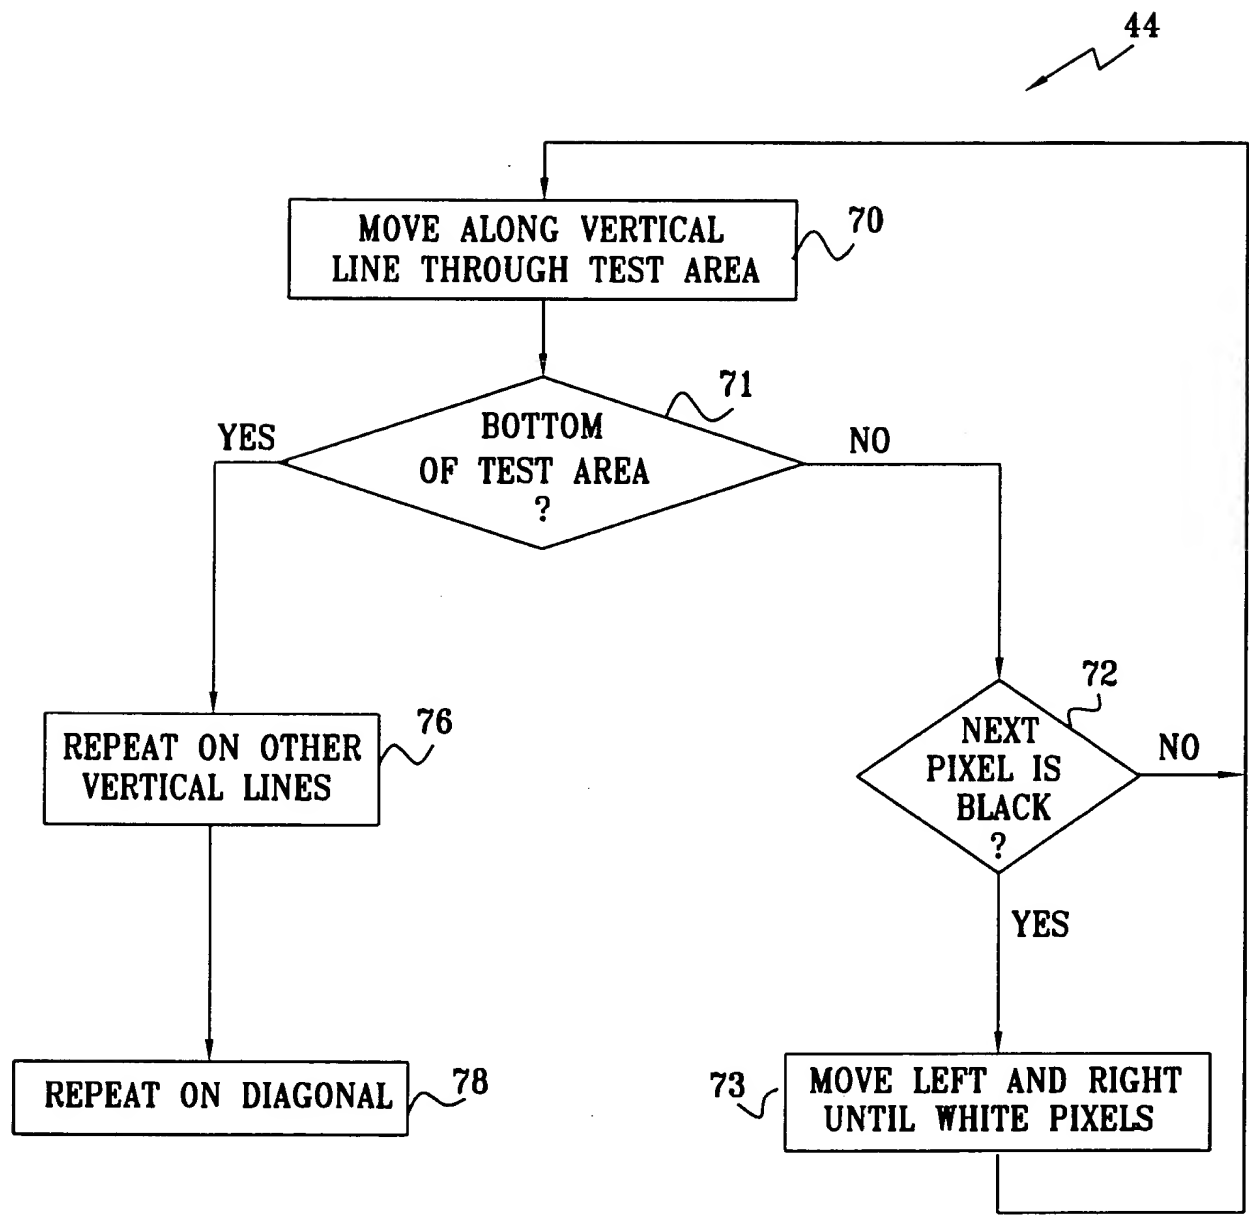 44
MOVE ALONG VERTICAL
LINE THROUGH TEST AREA
70
71
BOTTOM
OF TEST AREA
?
YES
NO
72
NEXT
PIXEL IS
BLACK
?
NO
YES
76
REPEAT ON OTHER
VERTICAL LINES
REPEAT ON DIAGONAL
78
73
MOVE LEFT AND RIGHT
UNTIL WHITE PIXELS